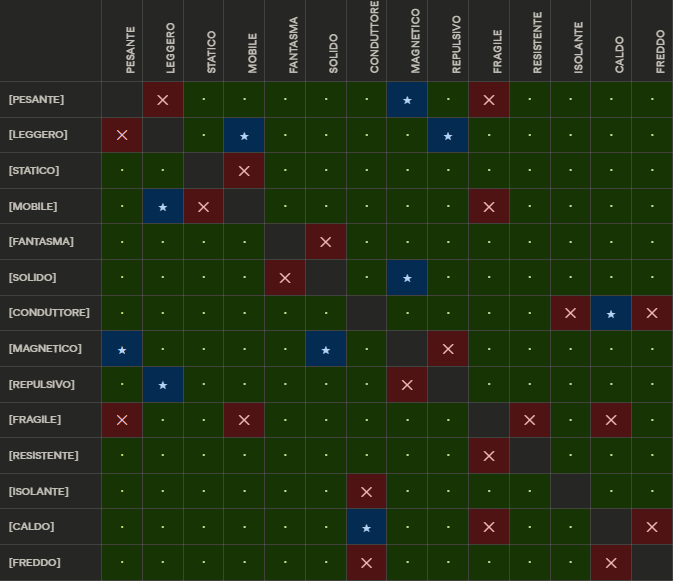 PESANTE LEGGERO STATICO MOBILE FANTASMA SOLIDO CONDUTTORE MAGNETICO REPULSIVO FRAGILE RESISTENTE ISOLANTE CALDO FREDDO
[PESANTE] × · · · · · ★ · × · · · ·
[LEGGERO] × · ★ · · · · ★ · · · · ·
[STATICO] · · × · · · · · · · · · ·
[MOBILE] · ★ × · · · · · × · · · ·
[FANTASMA] · · · · × · · · · · · · ·
[SOLIDO] · · · · × · ★ · · · · · ·
[CONDUTTORE] · · · · · · · · · · × ★ ×
[MAGNETICO] ★ · · · · ★ · × · · · · ·
[REPULSIVO] · ★ · · · · · × · · · · ·
[FRAGILE] × · · × · · · · · × · × ·
[RESISTENTE] · · · · · · · · · × · · ·
[ISOLANTE] · · · · · · × · · · · · ·
[CALDO] · · · · · · ★ · · × · · ×
[FREDDO] · · · · · · × · · · · · ×